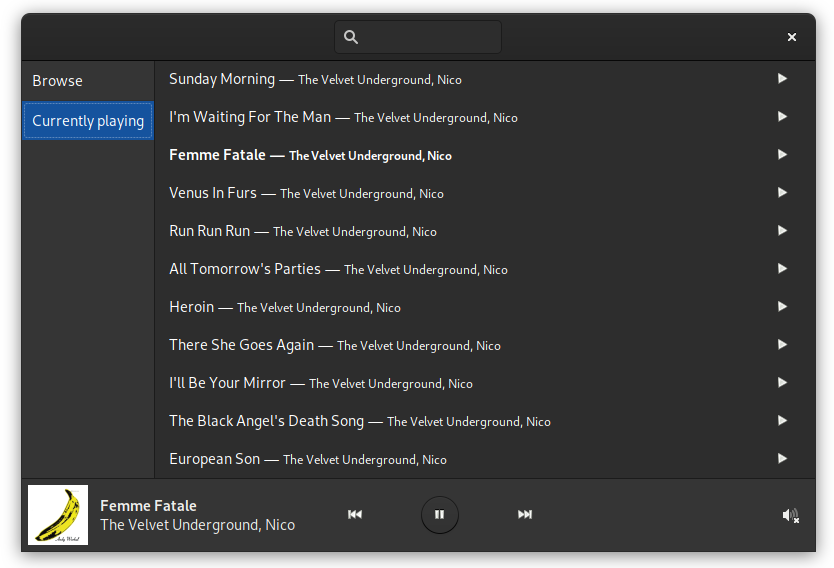 Browse
Currently playing
Sunday Morning — The Velvet Underground, Nico
I'm Waiting For The Man — The Velvet Underground, Nico
Femme Fatale — The Velvet Underground, Nico
Venus In Furs — The Velvet Underground, Nico
Run Run Run — The Velvet Underground, Nico
All Tomorrow's Parties — The Velvet Underground, Nico
Heroin — The Velvet Underground, Nico
There She Goes Again — The Velvet Underground, Nico
I'll Be Your Mirror — The Velvet Underground, Nico
The Black Angel's Death Song — The Velvet Underground, Nico
European Son — The Velvet Underground, Nico
Andy Warhol
Femme Fatale
The Velvet Underground, Nico